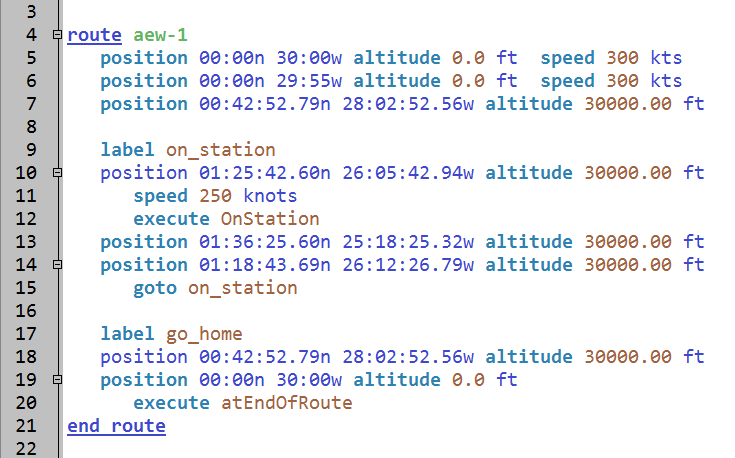 3
4 route aew-1
5 position 00:00n 30:00w altitude 0.0 ft  speed 300 kts
6 position 00:00n 29:55w altitude 0.0 ft  speed 300 kts
7 position 00:42:52.79n 28:02:52.56w altitude 30000.00 ft
8
9 label on_station
10 position 01:25:42.60n 26:05:42.94w altitude 30000.00 ft
11 speed 250 knots
12 execute OnStation
13 position 01:36:25.60n 25:18:25.32w altitude 30000.00 ft
14 position 01:18:43.69n 26:12:26.79w altitude 30000.00 ft
15 goto on_station
16
17 label go_home
18 position 00:42:52.79n 28:02:52.56w altitude 30000.00 ft
19 position 00:00n 30:00w altitude 0.0 ft
20 execute atEndOfRoute
21 end_route
22